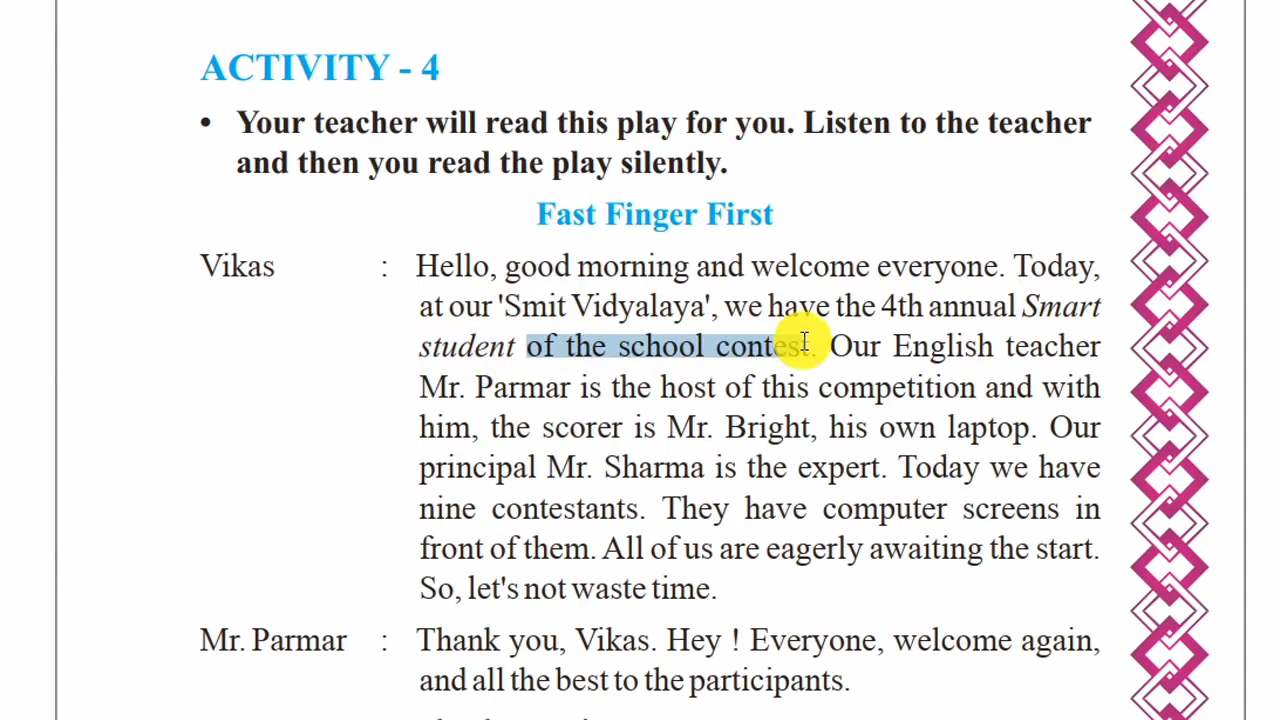 ACTIVITY - 4
• Your teacher will read this play for you. Listen to the teacher
and then you read the play silently.
Fast Finger First
Vikas : Hello, good morning and welcome everyone. Today,
at our 'Smit Vidyalaya', we have the 4th annual Smart
student of the school contest. Our English teacher
Mr. Parmar is the host of this competition and with
him, the scorer is Mr. Bright, his own laptop. Our
principal Mr. Sharma is the expert. Today we have
nine contestants. They have computer screens in
front of them. All of us are eagerly awaiting the start.
So, let's not waste time.
Mr. Parmar : Thank you, Vikas. Hey ! Everyone, welcome again,
and all the best to the participants.